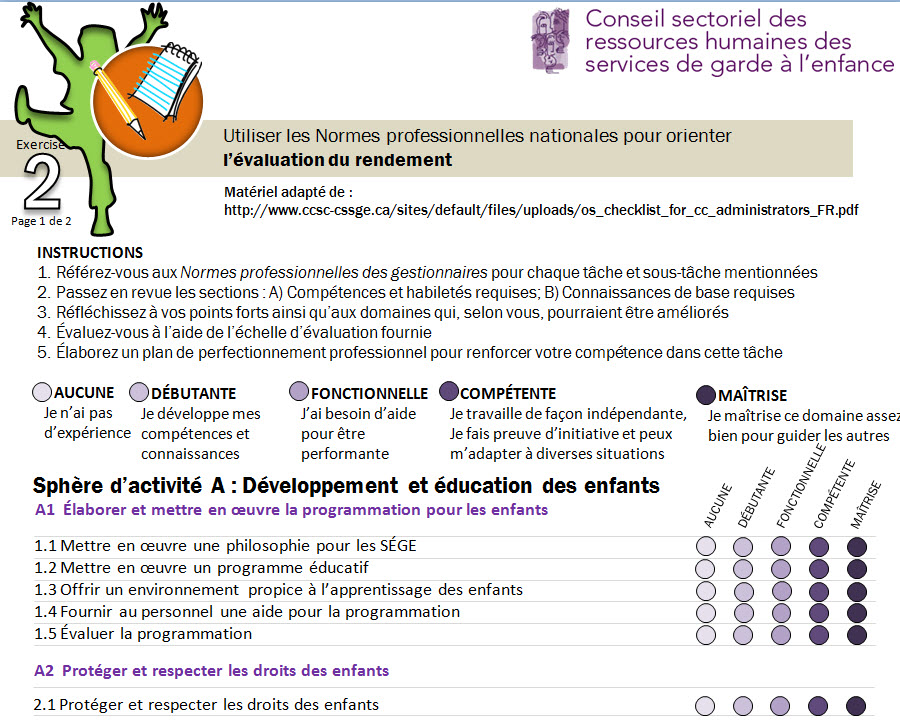 Conseil sectoriel des
ressources humaines des
services de garde à l'enfance
Exercise
2
Page 1 de 2
Utiliser les Normes professionnelles nationales pour orienter
l'évaluation du rendement
Matériel adapté de :
http://www.ccsc-cssge.ca/sites/default/files/uploads/os_checklist_for_cc_administrators_FR.pdf
INSTRUCTIONS
1. Référez-vous aux Normes professionnelles des gestionnaires pour chaque tâche et sous-tâche mentionnées
2. Passez en revue les sections : A) Compétences et habiletés requises; B) Connaissances de base requises
3. Réfléchissez à vos points forts ainsi qu'aux domaines qui, selon vous, pourraient être améliorés
4. Évaluez-vous à l'aide de l'échelle d'évaluation fournie
5. Élaborez un plan de perfectionnement professionnel pour renforcer votre compétence dans cette tâche
AUCUNE
Je n'ai pas
d'expérience
DÉBUTANTE
Je développe mes
compétences et
connaissances
FONCTIONNELLE
J'ai besoin d'aide
pour être
performante
COMPÉTENTE
Je travaille de façon indépendante,
Je fais preuve d'initiative et peux
m'adapter à diverses situations
MAÎTRISE
Je maîtrise ce domaine assez
bien pour guider les autres
Sphère d'activité A : Développement et éducation des enfants
AUCUNE
DÉBUTANTE
FONCTIONNELLE
COMPÉTENTE
MAÎTRISE
A1 Élaborer et mettre en œuvre la programmation pour les enfants
1.1 Mettre en œuvre une philosophie pour les SÉGE
1.2 Mettre en œuvre un programme éducatif
1.3 Offrir un environnement propice à l'apprentissage des enfants
1.4 Fournir au personnel une aide pour la programmation
1.5 Évaluer la programmation
A2 Protéger et respecter les droits des enfants
2.1 Protéger et respecter les droits des enfants